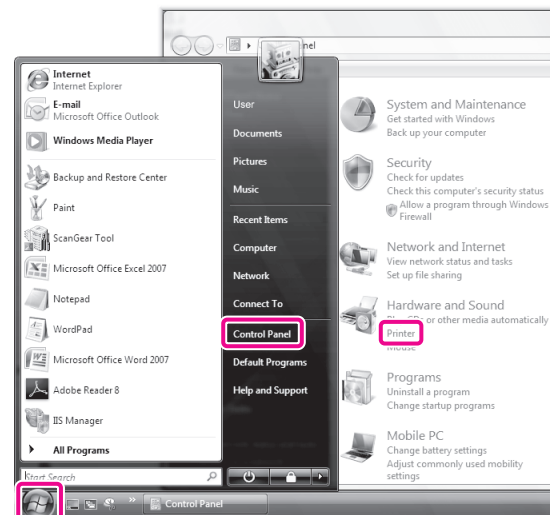 nel
Internet
Internet Explorer
E-mail
Microsoft Office Outlook
Windows Media Player
Backup and Restore Center
Paint
ScanGear Tool
Microsoft Office Excel 2007
Notepad
WordPad
Microsoft Office Word 2007
Adobe Reader 8
IIS Manager
All Programs
Start Search
User
Documents
Pictures
Music
Recent Items
Computer
Network
Connect To
Control Panel
Default Programs
Help and Support
System and Maintenance
Get started with Windows
Back up your computer
Security
Check for updates
Check this computer's security status
Allow a program through Windows
Firewall
Network and Internet
View network status and tasks
Set up file sharing
Hardware and Sound
Play CDs or other media automatically
Printer
Mouse
Programs
Uninstall a program
Change startup programs
Mobile PC
Change battery settings
Adjust commonly used mobility
settings
Control Panel